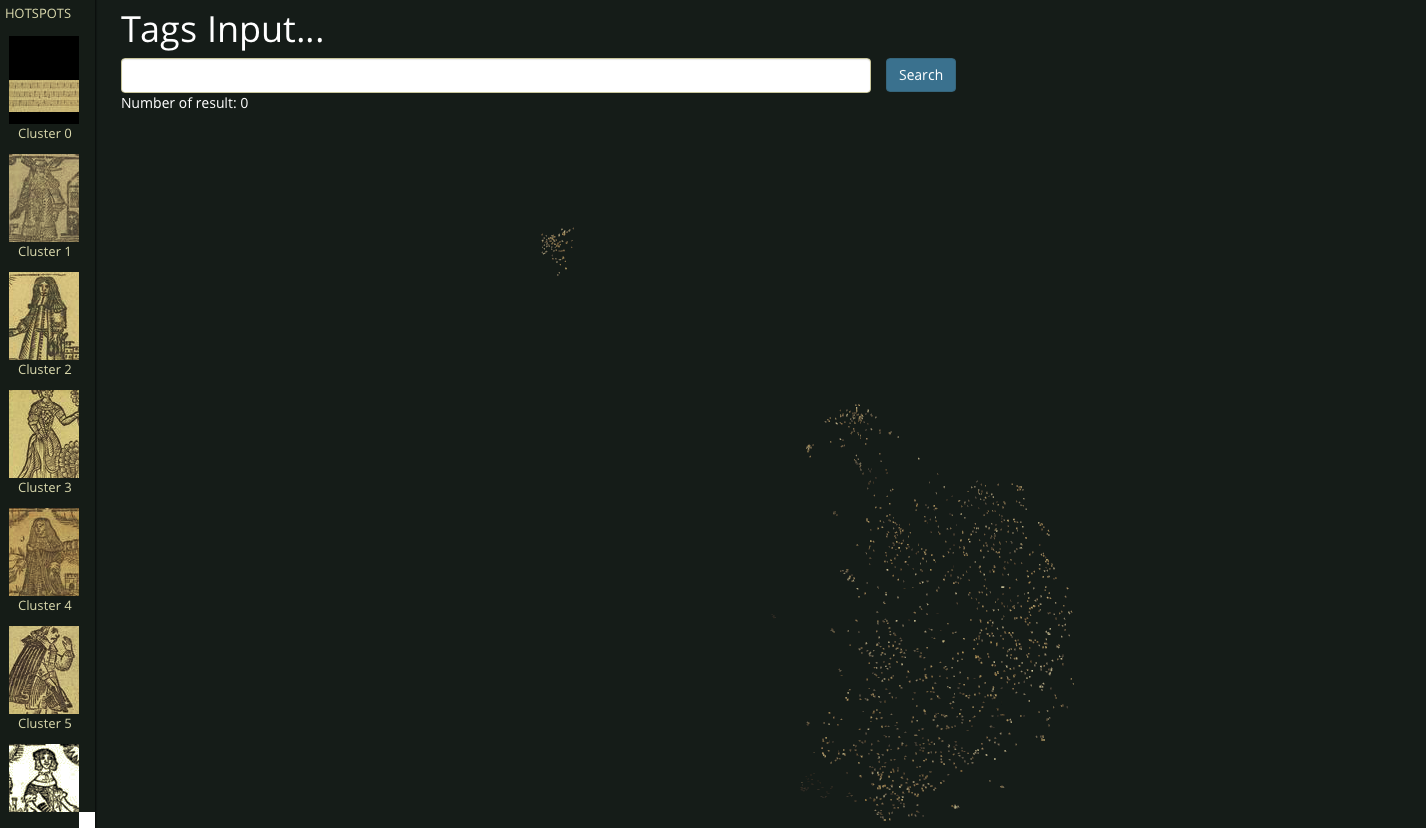 HOTSPOTS
Cluster 0
Cluster 1
Cluster 2
Cluster 3
Cluster 4
Cluster 5
Tags Input...
Search
Number of result: 0